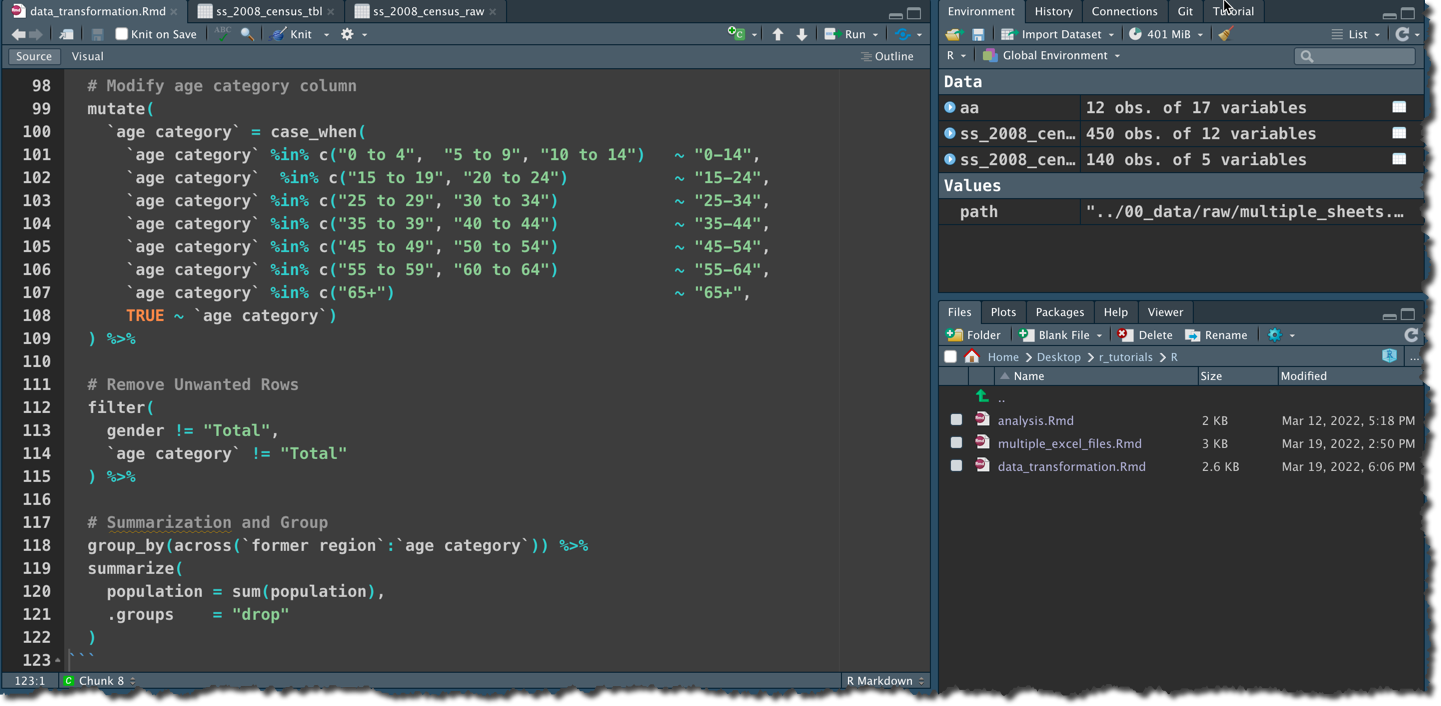 data_transformation.Rmd × ss_2008_census_tbl × ss_2008_census_raw ×
Knit on Save ABC Knit Run
Source Visual Outline
98 # Modify age category column
99 mutate(
100 `age category` = case_when(
101 `age category` %in% c("0 to 4",  "5 to 9", "10 to 14")   ~ "0-14",
102 `age category`  %in% c("15 to 19", "20 to 24")           ~ "15-24",
103 `age category` %in% c("25 to 29", "30 to 34")            ~ "25-34",
104 `age category` %in% c("35 to 39", "40 to 44")            ~ "35-44",
105 `age category` %in% c("45 to 49", "50 to 54")            ~ "45-54",
106 `age category` %in% c("55 to 59", "60 to 64")            ~ "55-64",
107 `age category` %in% c("65+")                             ~ "65+",
108 TRUE ~ `age category`)
109 ) %>%
110
111 # Remove Unwanted Rows
112 filter(
113 gender != "Total",
114 `age category` != "Total"
115 ) %>%
116
117 # Summarization and Group
118 group_by(across(`former region`:`age category`)) %>%
119 summarize(
120 population = sum(population),
121 .groups    = "drop"
122 )
123 ```
123:1 C Chunk 8 R Markdown
Environment History Connections Git Tutorial
Import Dataset 401 MiB List
R Global Environment
Data
aa 12 obs. of 17 variables
ss_2008_cen… 450 obs. of 12 variables
ss_2008_cen… 140 obs. of 5 variables
Values
path "../00_data/raw/multiple_sheets.…
Files Plots Packages Help Viewer
Folder Blank File Delete Rename
Home > Desktop > r_tutorials > R ...
Name Size Modified
..
analysis.Rmd 2 KB Mar 12, 2022, 5:18 PM
multiple_excel_files.Rmd 3 KB Mar 19, 2022, 2:50 PM
data_transformation.Rmd 2.6 KB Mar 19, 2022, 6:06 PM